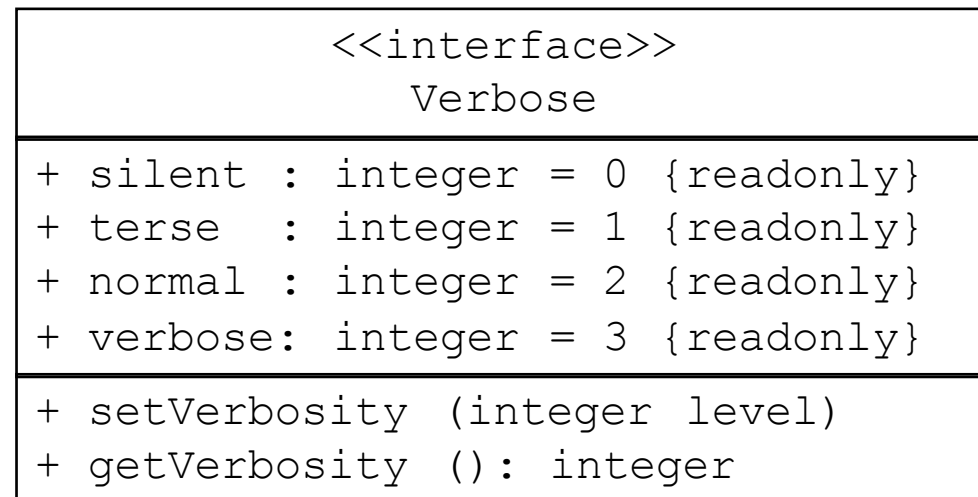 <<interface>>
Verbose
+ silent : integer = 0 {readonly}
+ terse  : integer = 1 {readonly}
+ normal : integer = 2 {readonly}
+ verbose: integer = 3 {readonly}
+ setVerbosity (integer level)
+ getVerbosity (): integer